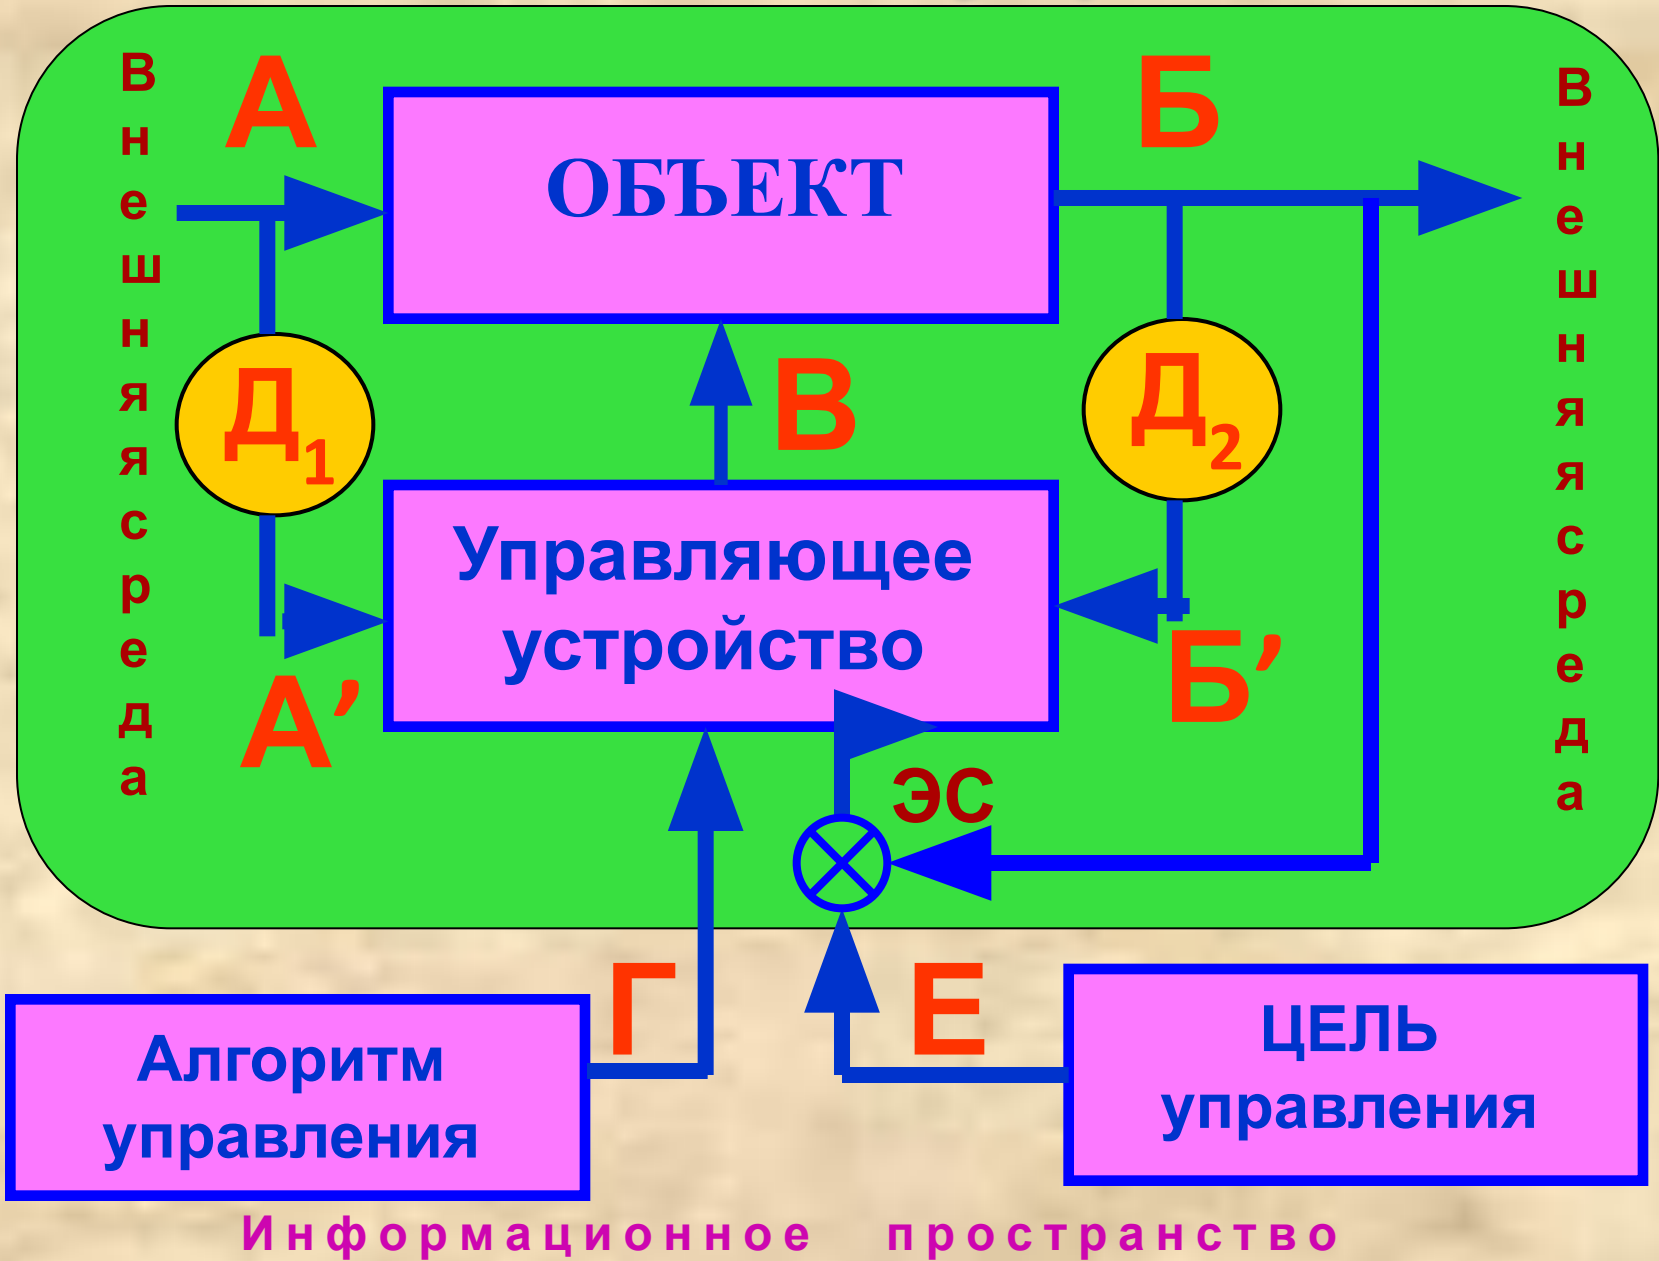 Внешняя среда
А
ОБЪЕКТ
Б
Внешняя среда
Д1
В
Д2
Управляющее
устройство
А’
Б’
ЭС
Г
Е
Алгоритм
управления
ЦЕЛЬ
управления
Информационное пространство